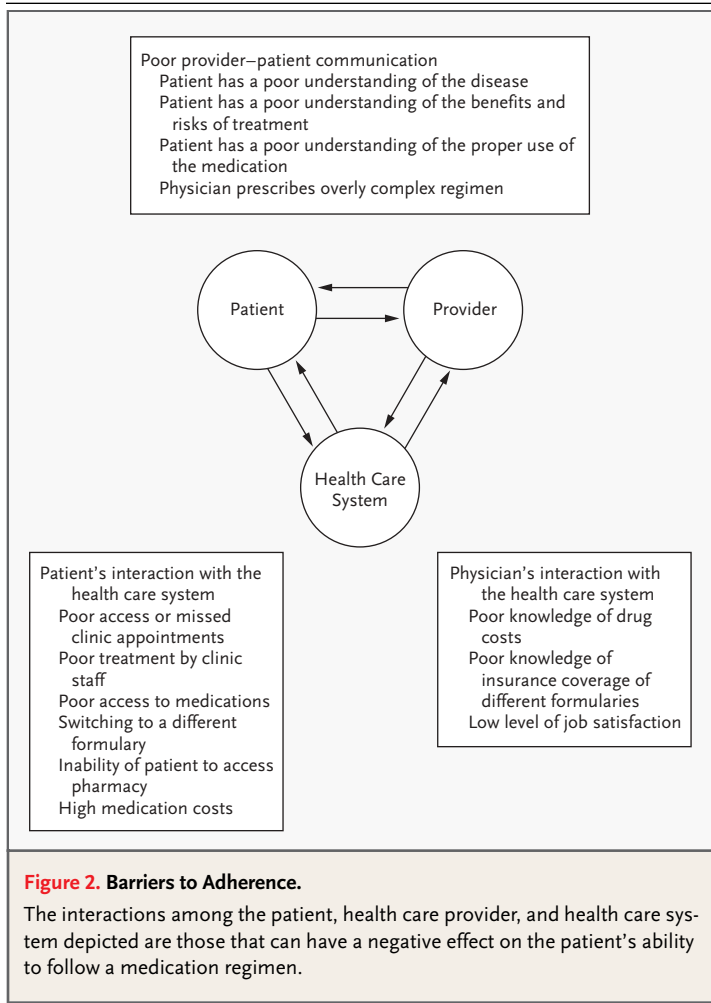 Poor provider–patient communication
Patient has a poor understanding of the disease
Patient has a poor understanding of the benefits and
risks of treatment
Patient has a poor understanding of the proper use of
the medication
Physician prescribes overly complex regimen
Patient
Provider
Health Care
System
Patient's interaction with the
health care system
Poor access or missed
clinic appointments
Poor treatment by clinic
staff
Poor access to medications
Switching to a different
formulary
Inability of patient to access
pharmacy
High medication costs
Physician's interaction with
the health care system
Poor knowledge of drug
costs
Poor knowledge of
insurance coverage of
different formularies
Low level of job satisfaction
Figure 2. Barriers to Adherence.
The interactions among the patient, health care provider, and health care sys-
tem depicted are those that can have a negative effect on the patient's ability
to follow a medication regimen.